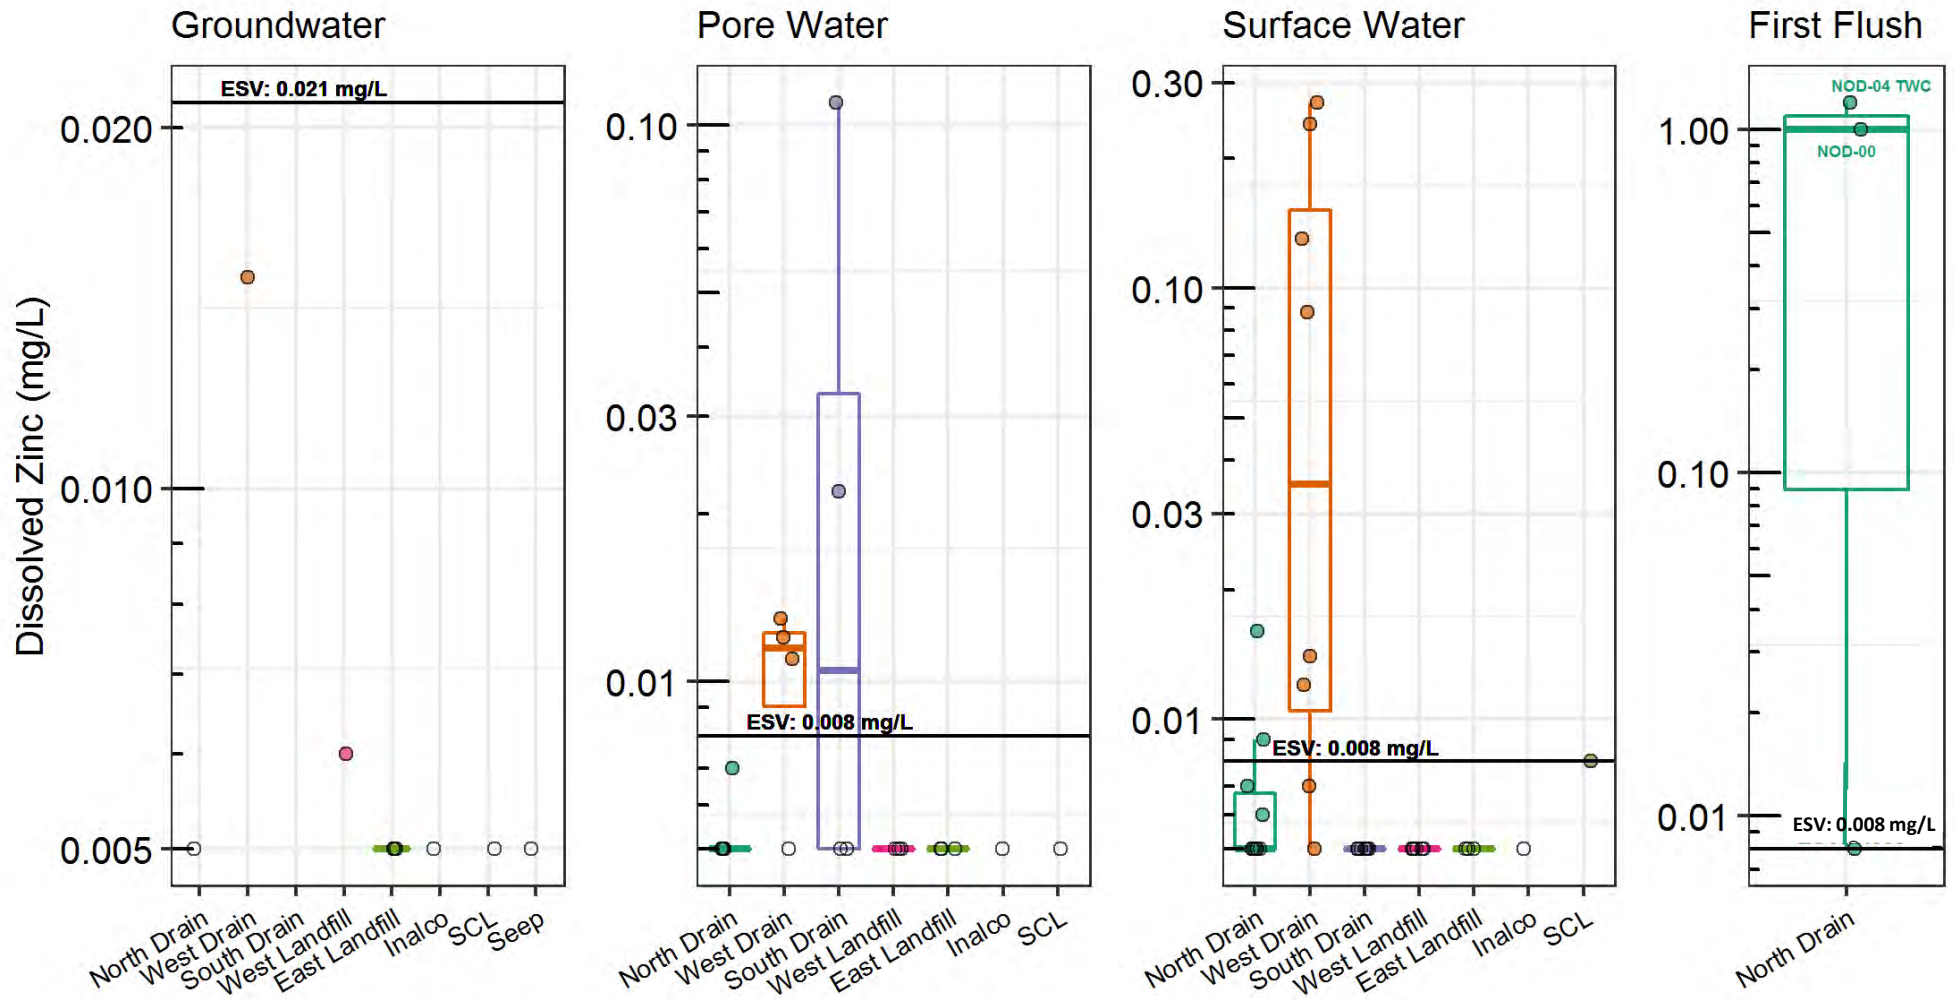 Groundwater
Pore Water
Surface Water
First Flush
Dissolved Zinc (mg/L)
ESV: 0.021 mg/L
0.020
0.010
0.005
North Drain
West Drain
South Drain
West Landfill
East Landfill
Inalco
SCL
Seep
0.10
0.03
0.01
ESV: 0.008 mg/L
North Drain
West Drain
South Drain
West Landfill
East Landfill
Inalco
SCL
0.30
0.10
0.03
0.01
ESV: 0.008 mg/L
North Drain
West Drain
South Drain
West Landfill
East Landfill
Inalco
SCL
NOD-04 TWC
1.00
NOD-00
0.10
0.01
ESV: 0.008 mg/L
North Drain